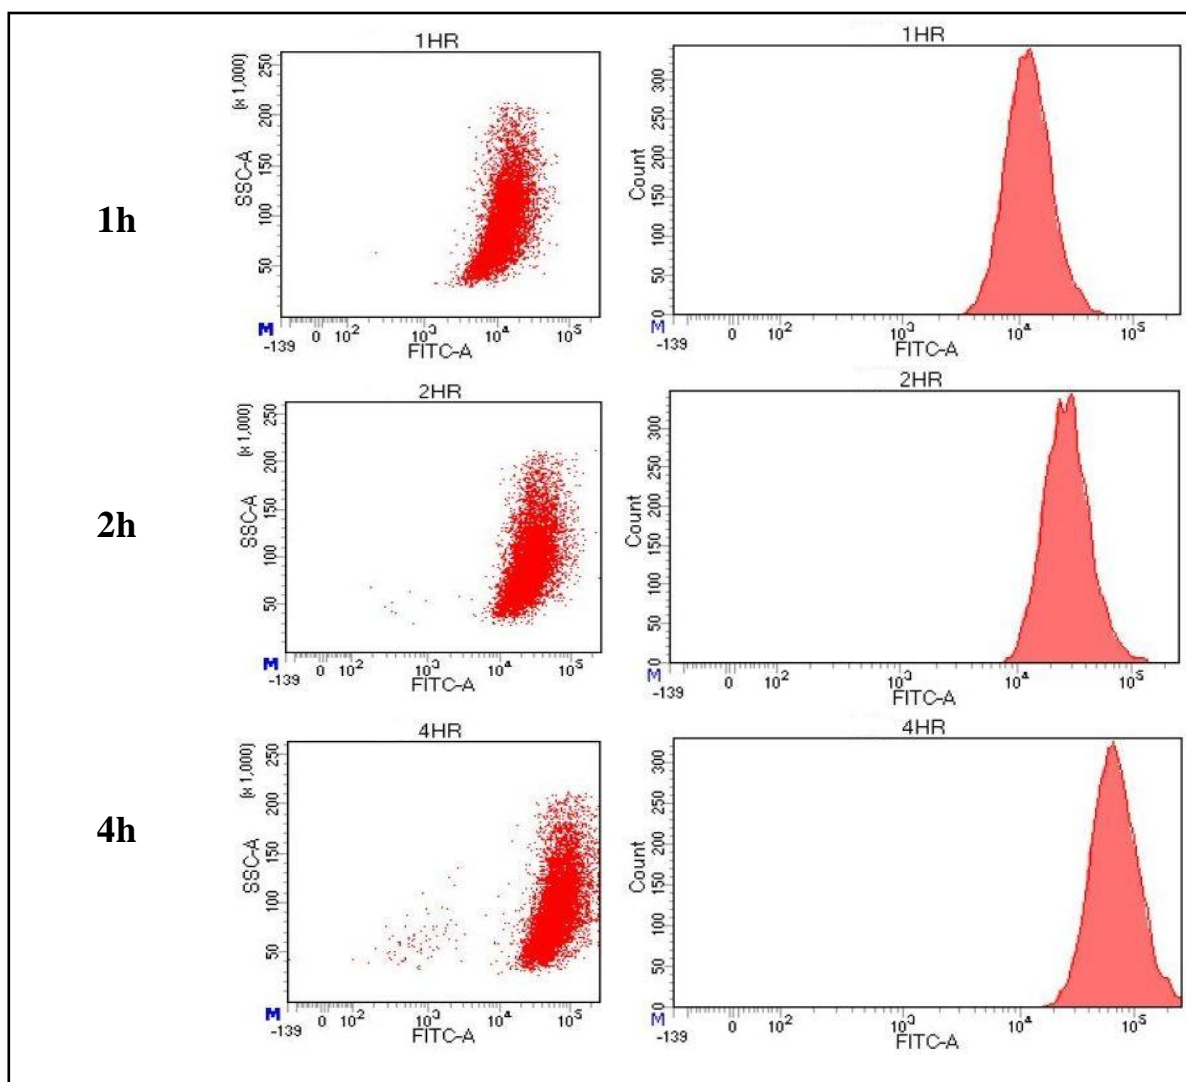 1h
1HR
(x 1,000)
SSC-A
50 100 150 200 250
M -139 0 10² 10³ 10⁴ 10⁵
FITC-A
1HR
Count
0 50 100 150 200 250 300
M -139 0 10² 10³ 10⁴ 10⁵
FITC-A
2h
2HR
(x 1,000)
SSC-A
50 100 150 200 250
M -139 0 10² 10³ 10⁴ 10⁵
FITC-A
2HR
Count
0 50 100 150 200 250 300
M -139 0 10² 10³ 10⁴ 10⁵
FITC-A
4h
4HR
(x 1,000)
SSC-A
50 100 150 200 250
M -139 0 10² 10³ 10⁴ 10⁵
FITC-A
4HR
Count
0 50 100 150 200 250 300
M -139 0 10² 10³ 10⁴ 10⁵
FITC-A